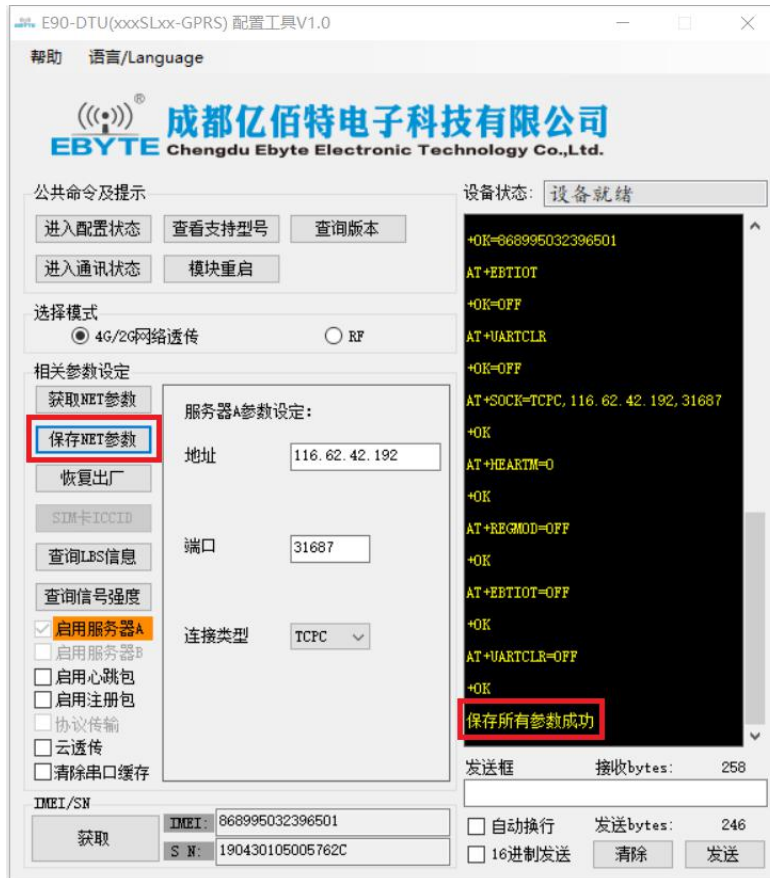 E90-DTU(xxxSLxx-GPRS) 配置工具V1.0
帮助 语言/Language
EBYTE ®
成都亿佰特电子科技有限公司
Chengdu Ebyte Electronic Technology Co.,Ltd.
公共命令及提示
进入配置状态 查看支持型号 查询版本
进入通讯状态 模块重启
选择模式
4G/2G网络透传 RF
相关参数设定
获取NET参数
保存NET参数
恢复出厂
SIM卡ICCID
查询LBS信息
查询信号强度
启用服务器A
启用服务器B
启用心跳包
启用注册包
协议传输
云透传
清除串口缓存
服务器A参数设定:
地址 116.62.42.192
端口 31687
连接类型 TCPC
IMEI/SN
获取
IMEI: 868995032396501
S N: 190430105005762C
设备状态: 设备就绪
+OK=868995032396501
AT+EBTIOT
+OK=OFF
AT+UARTCLR
+OK=OFF
AT+SOCK=TCPC,116.62.42.192,31687
+OK
AT+HEARTM=0
+OK
AT+REGMOD=OFF
+OK
AT+EBTIOT=OFF
+OK
AT+UARTCLR=OFF
+OK
保存所有参数成功
发送框 接收bytes: 258
自动换行 发送bytes: 246
16进制发送 清除 发送